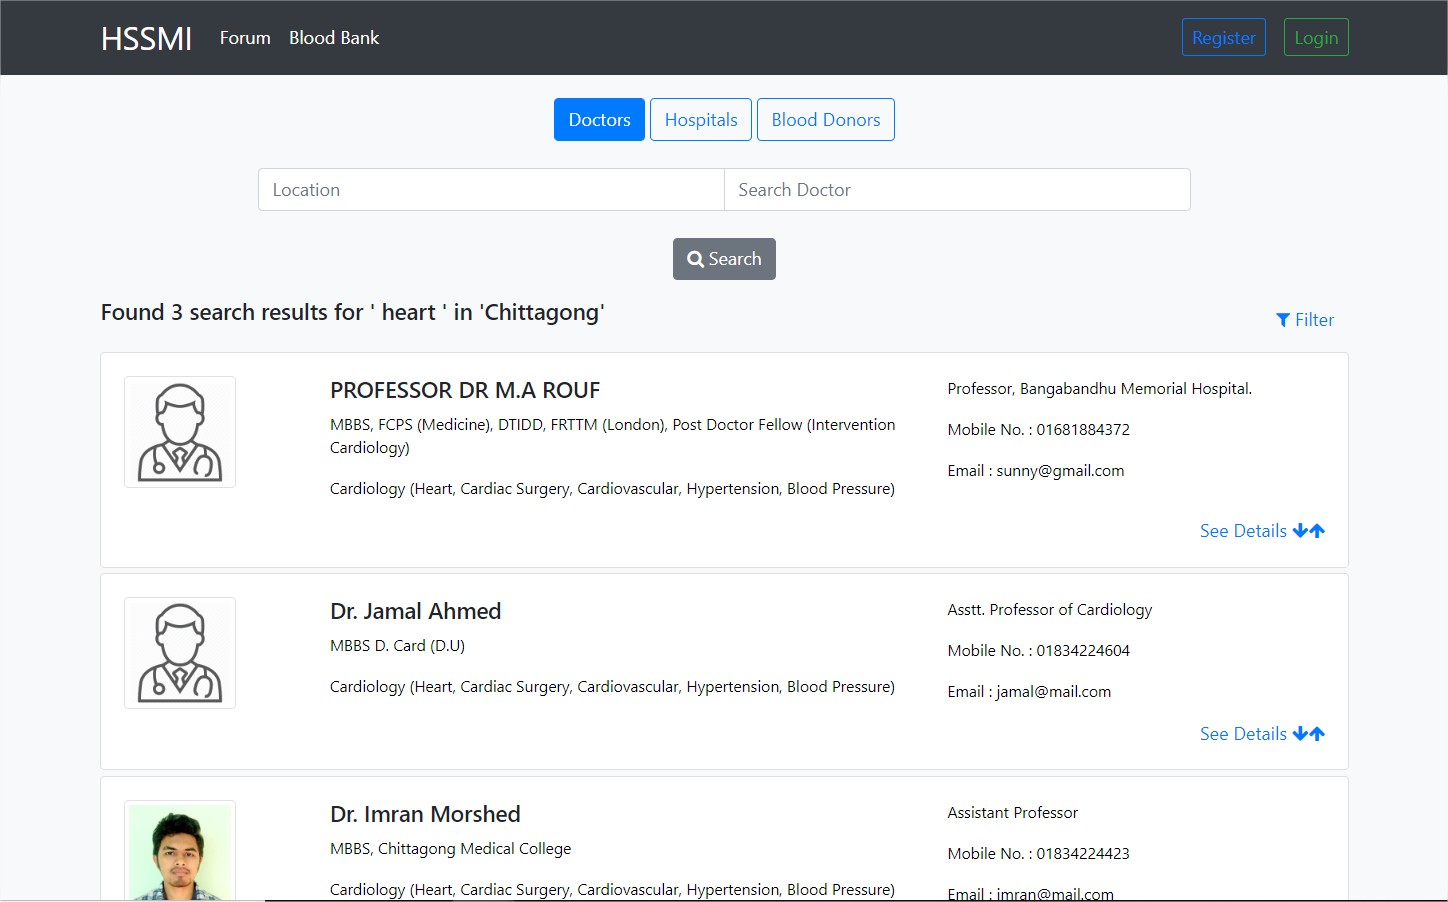 HSSMI Forum Blood Bank Register Login
Doctors Hospitals Blood Donors
Location Search Doctor
Search
Found 3 search results for ' heart ' in 'Chittagong'
Filter
PROFESSOR DR M.A ROUF
MBBS, FCPS (Medicine), DTIDD, FRTTM (London), Post Doctor Fellow (Intervention
Cardiology)
Cardiology (Heart, Cardiac Surgery, Cardiovascular, Hypertension, Blood Pressure)
Professor, Bangabandhu Memorial Hospital.
Mobile No. : 01681884372
Email : sunny@gmail.com
See Details
Dr. Jamal Ahmed
MBBS D. Card (D.U)
Cardiology (Heart, Cardiac Surgery, Cardiovascular, Hypertension, Blood Pressure)
Asstt. Professor of Cardiology
Mobile No. : 01834224604
Email : jamal@mail.com
See Details
Dr. Imran Morshed
MBBS, Chittagong Medical College
Cardiology (Heart, Cardiac Surgery, Cardiovascular, Hypertension, Blood Pressure)
Assistant Professor
Mobile No. : 01834224423
Email : imran@mail.com